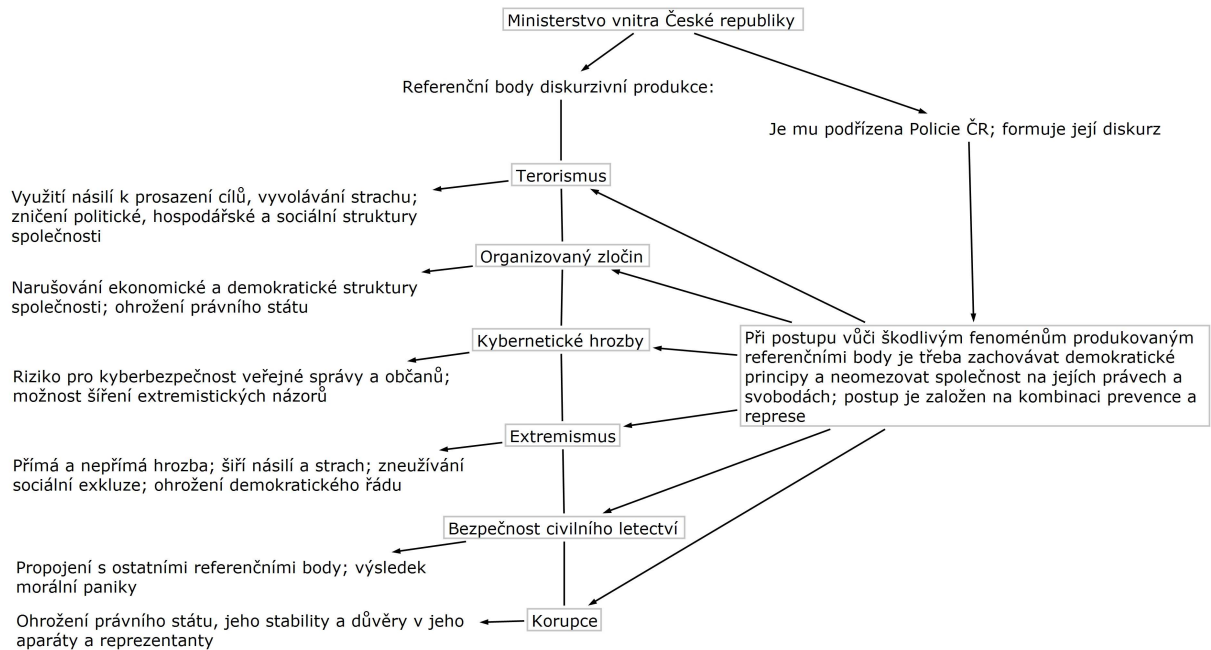 Ministerstvo vnitra České republiky
Referenční body diskurzivní produkce:
Je mu podřízena Policie ČR; formuje její diskurz
Terorismus
Využití násilí k prosazení cílů, vyvolávání strachu;
zničení politické, hospodářské a sociální struktury
společnosti
Organizovaný zločin
Narušování ekonomické a demokratické struktury
společnosti; ohrožení právního státu
Kybernetické hrozby
Riziko pro kyberbezpečnost veřejné správy a občanů;
možnost šíření extremistických názorů
Při postupu vůči škodlivým fenoménům produkovaným
referenčními body je třeba zachovávat demokratické
principy a neomezovat společnost na jejích právech a
svobodách; postup je založen na kombinaci prevence a
represe
Extremismus
Přímá a nepřímá hrozba; šiří násilí a strach; zneužívání
sociální exkluze; ohrožení demokratického řádu
Bezpečnost civilního letectví
Propojení s ostatními referenčními body; výsledek
morální paniky
Korupce
Ohrožení právního státu, jeho stability a důvěry v jeho
aparáty a reprezentanty